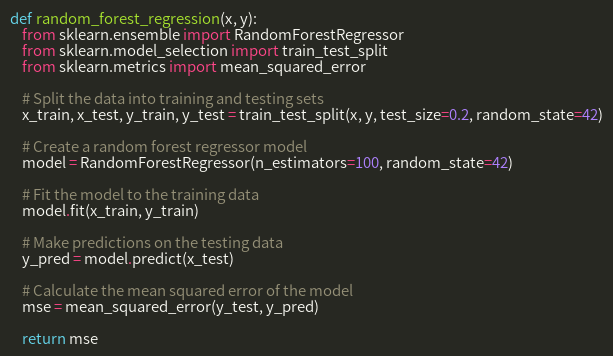 def random_forest_regression(x, y):
    from sklearn.ensemble import RandomForestRegressor
    from sklearn.model_selection import train_test_split
    from sklearn.metrics import mean_squared_error
    # Split the data into training and testing sets
    x_train, x_test, y_train, y_test = train_test_split(x, y, test_size=0.2, random_state=42)
    # Create a random forest regressor model
    model = RandomForestRegressor(n_estimators=100, random_state=42)
    # Fit the model to the training data
    model.fit(x_train, y_train)
    # Make predictions on the testing data
    y_pred = model.predict(x_test)
    # Calculate the mean squared error of the model
    mse = mean_squared_error(y_test, y_pred)
    return mse